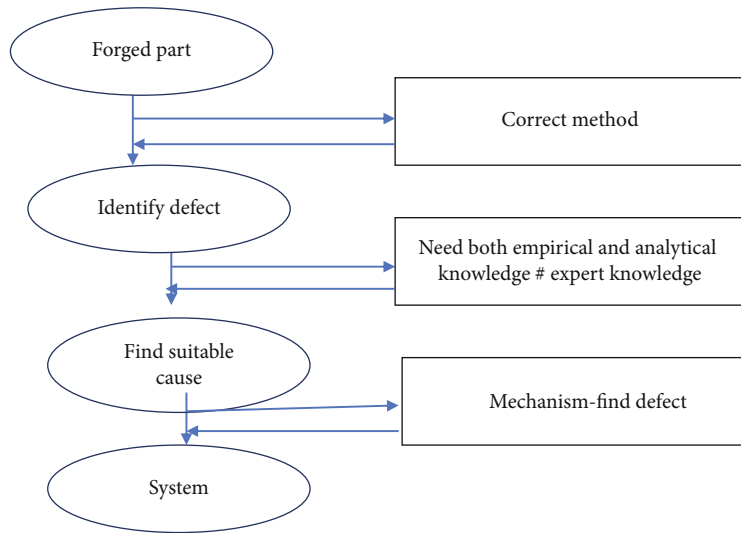 Forged part
Correct method
Identify defect
Need both empirical and analytical
knowledge # expert knowledge
Find suitable
cause
Mechanism-find defect
System